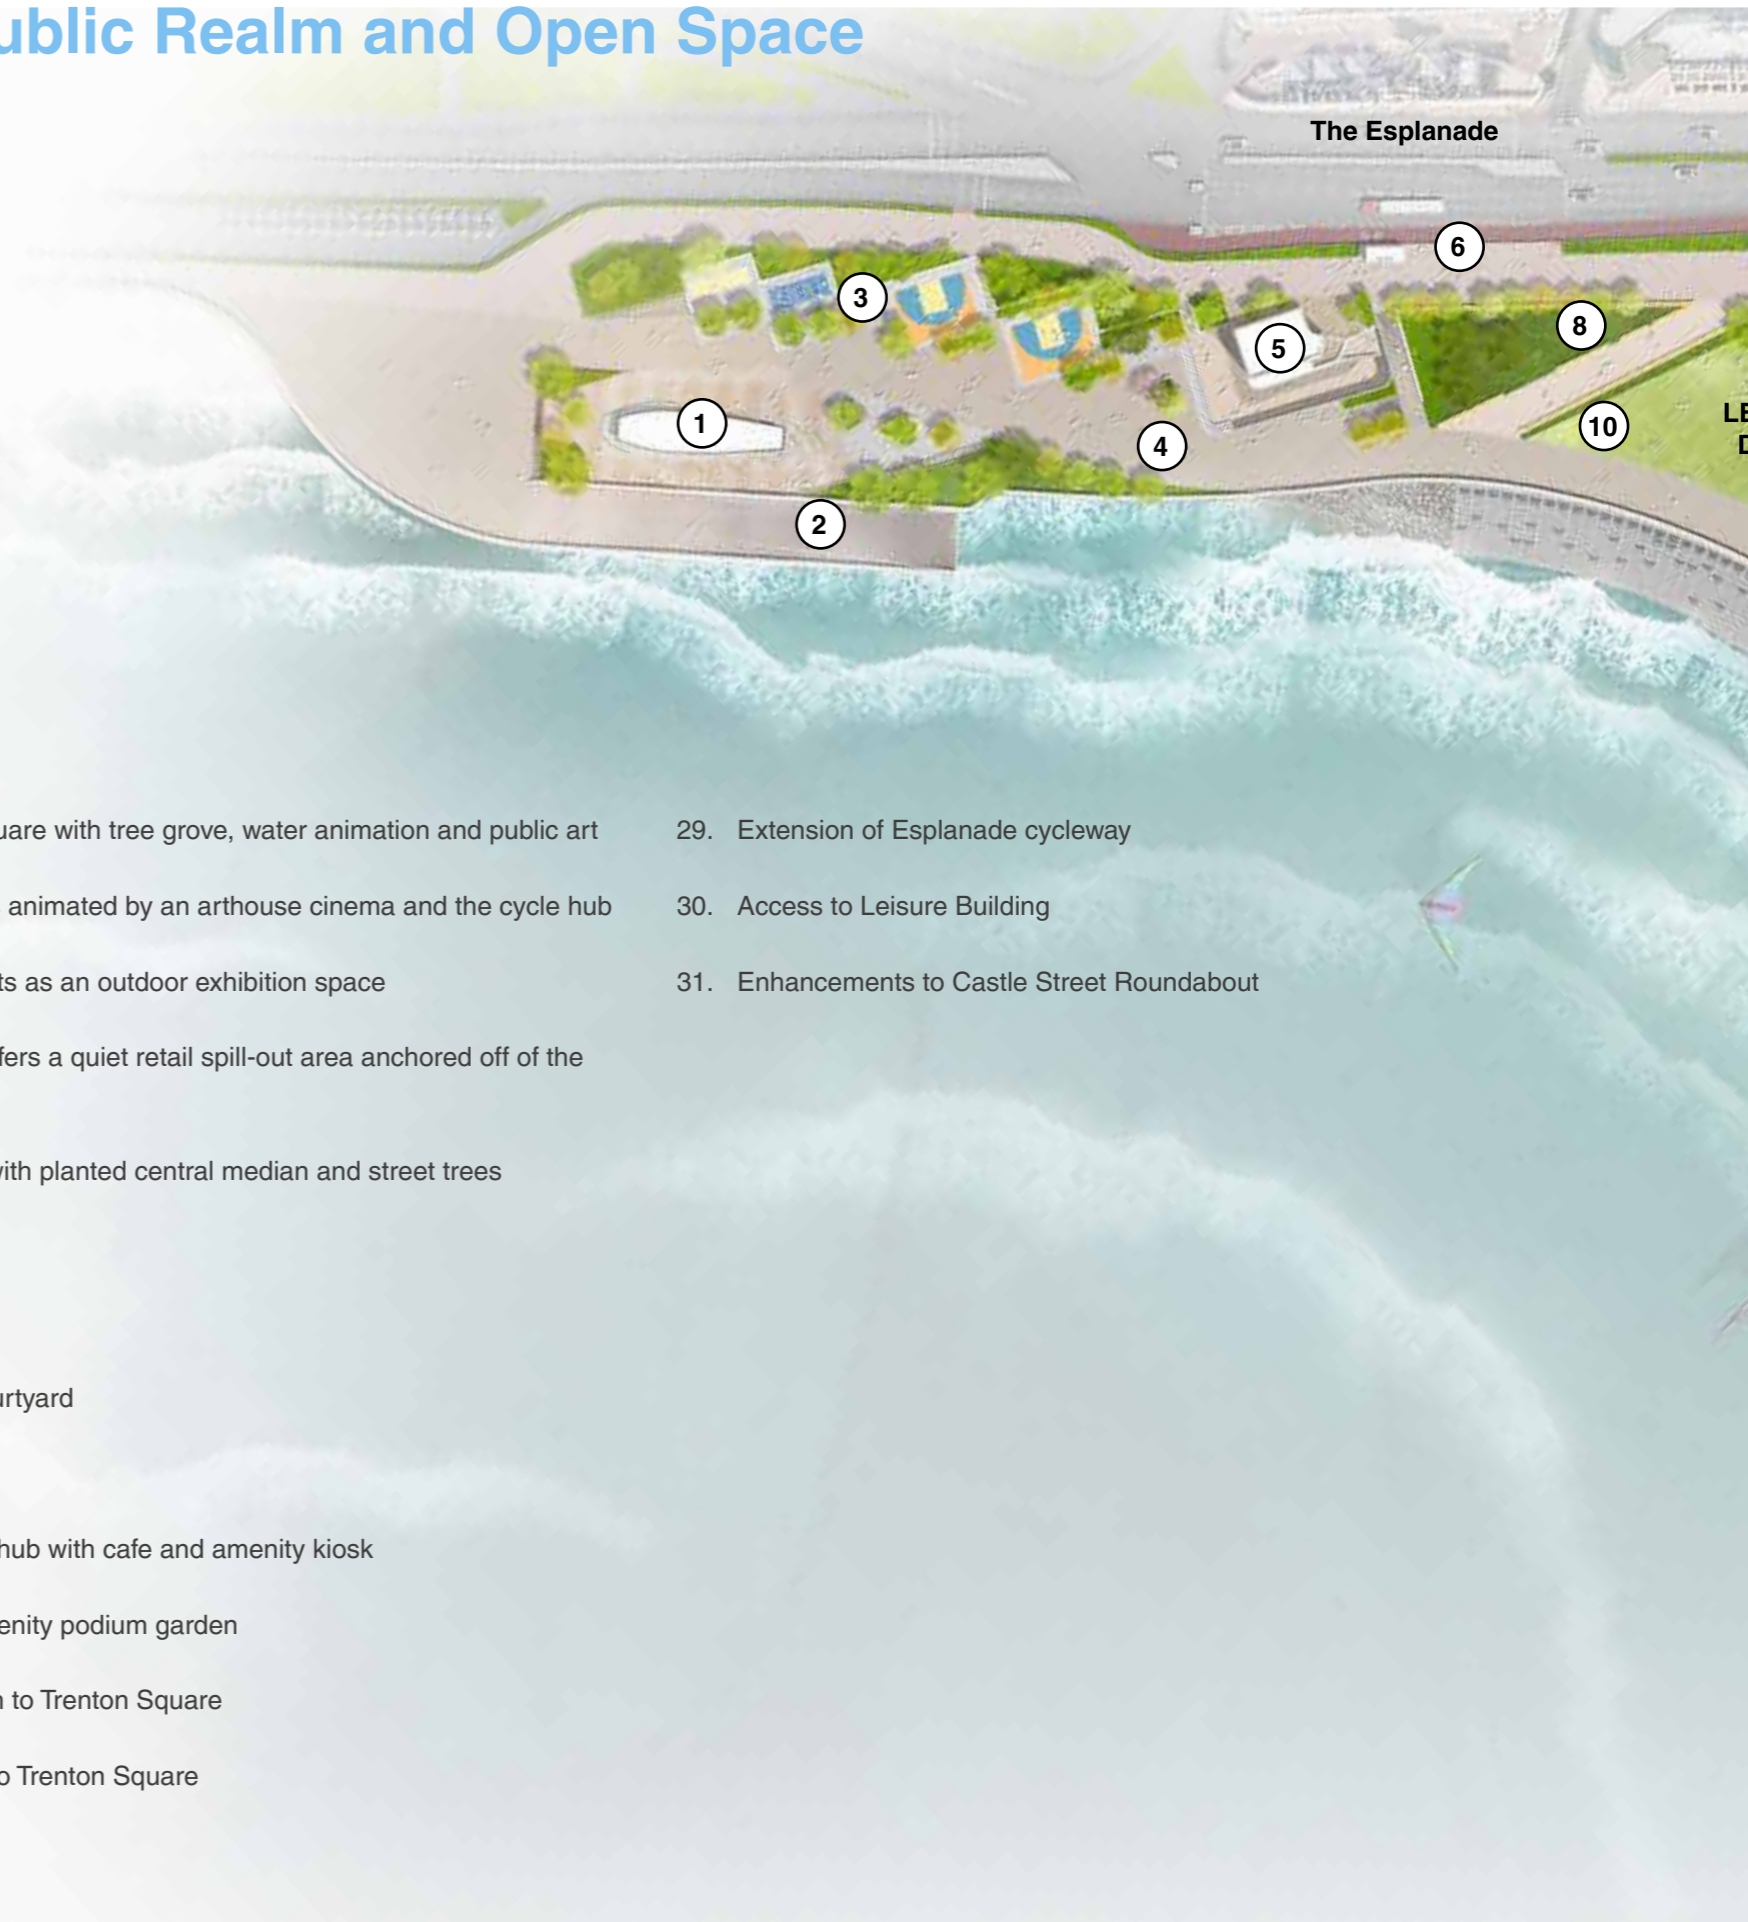 ublic Realm and Open Space
The Esplanade
6
3
8
5
1
10
LE
D
4
2
uare with tree grove, water animation and public art
animated by an arthouse cinema and the cycle hub
ts as an outdoor exhibition space
fers a quiet retail spill-out area anchored off of the
with planted central median and street trees
urtyard
hub with cafe and amenity kiosk
enity podium garden
n to Trenton Square
o Trenton Square
29. Extension of Esplanade cycleway
30. Access to Leisure Building
31. Enhancements to Castle Street Roundabout